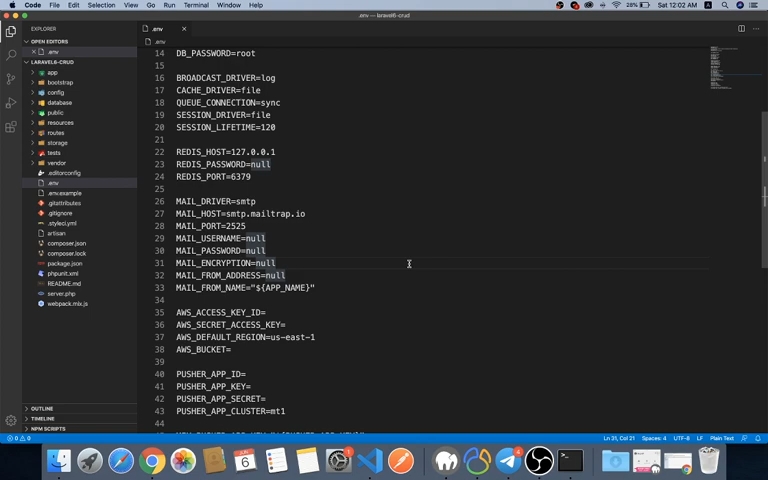 Code File Edit Selection View Go Run Terminal Window Help
28% Sat 12:02 AM
.env — laravel6-crud
EXPLORER
.env
OPEN EDITORS
.env
.env
LARAVEL6-CRUD
app
bootstrap
config
database
public
resources
routes
storage
tests
vendor
.editorconfig
.env
.env.example
.gitattributes
.gitignore
.styleci.yml
artisan
composer.json
composer.lock
package.json
phpunit.xml
README.md
server.php
webpack.mix.js
OUTLINE
TIMELINE
NPM SCRIPTS
14 DB_PASSWORD=root
15
16 BROADCAST_DRIVER=log
17 CACHE_DRIVER=file
18 QUEUE_CONNECTION=sync
19 SESSION_DRIVER=file
20 SESSION_LIFETIME=120
21
22 REDIS_HOST=127.0.0.1
23 REDIS_PASSWORD=null
24 REDIS_PORT=6379
25
26 MAIL_DRIVER=smtp
27 MAIL_HOST=smtp.mailtrap.io
28 MAIL_PORT=2525
29 MAIL_USERNAME=null
30 MAIL_PASSWORD=null
31 MAIL_ENCRYPTION=null
32 MAIL_FROM_ADDRESS=null
33 MAIL_FROM_NAME="${APP_NAME}"
34
35 AWS_ACCESS_KEY_ID=
36 AWS_SECRET_ACCESS_KEY=
37 AWS_DEFAULT_REGION=us-east-1
38 AWS_BUCKET=
39
40 PUSHER_APP_ID=
41 PUSHER_APP_KEY=
42 PUSHER_APP_SECRET=
43 PUSHER_APP_CLUSTER=mt1
44
0 0 Ln 31, Col 21 Spaces: 4 UTF-8 LF Plain Text
6